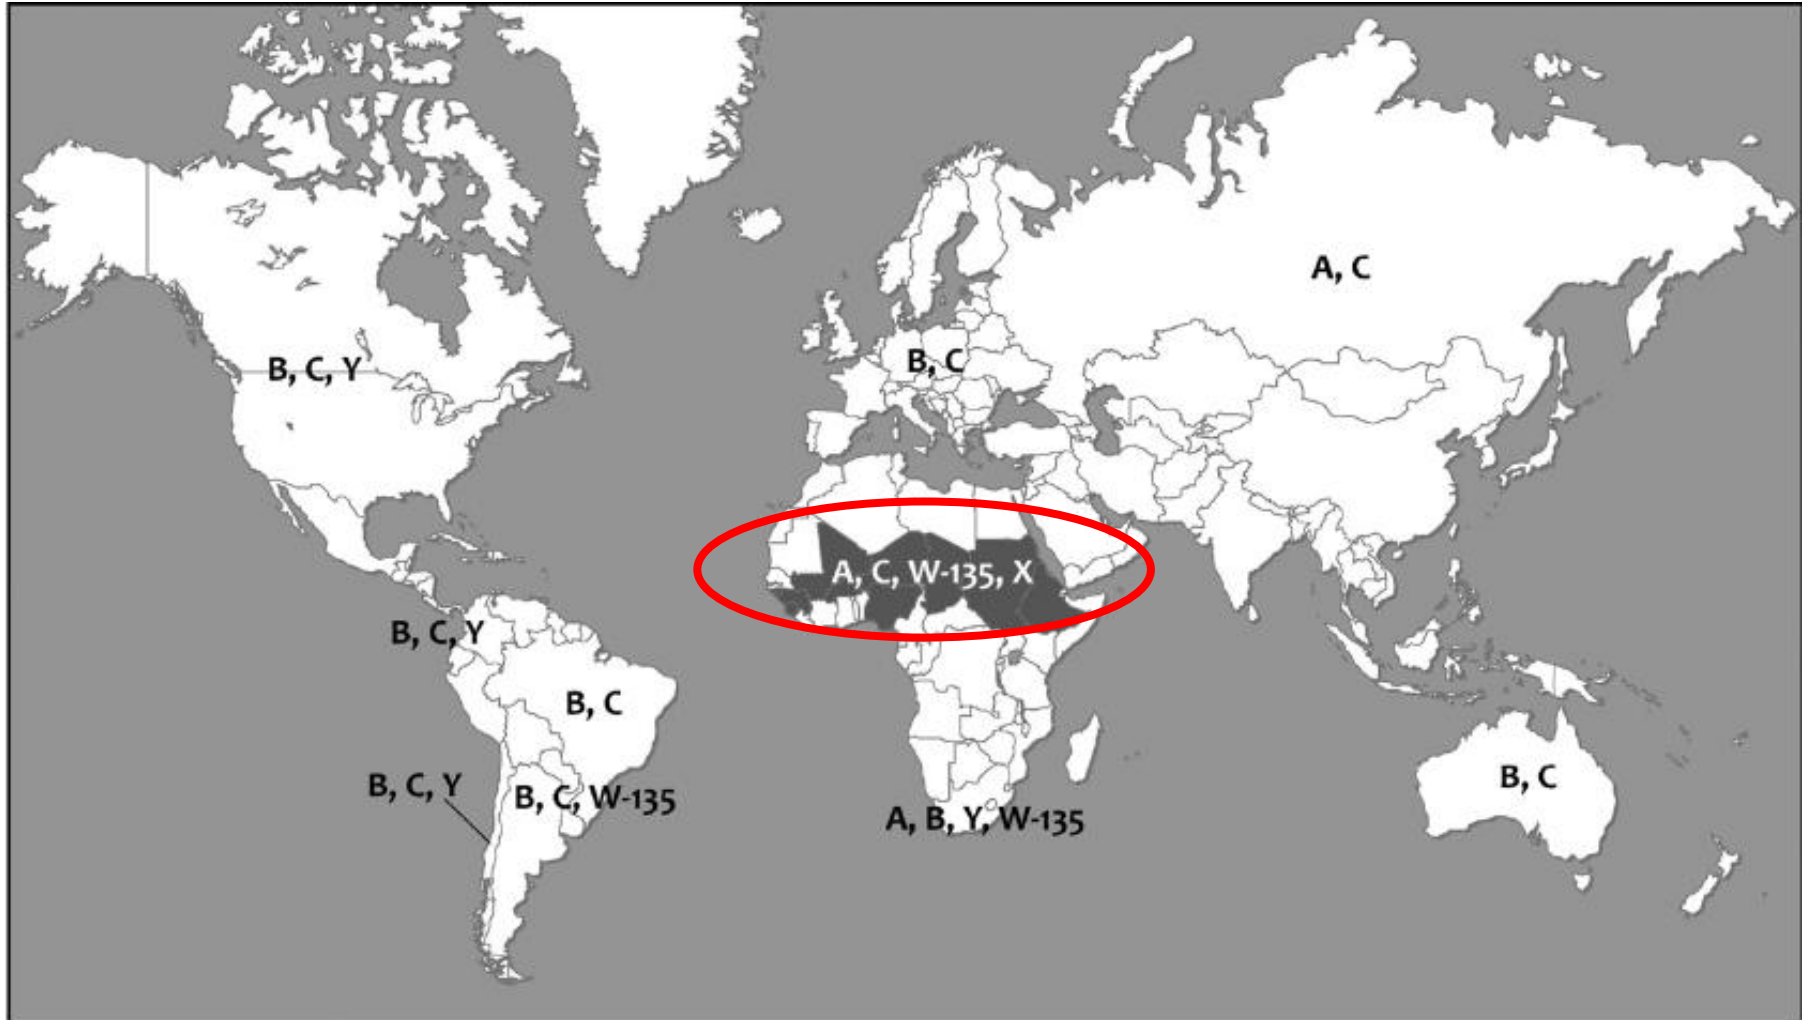 A, C
B, C, Y
B, C
A, C, W-135, X
B, C, Y
B, C
B, C, Y
B, C, W-135
A, B, Y, W-135
B, C